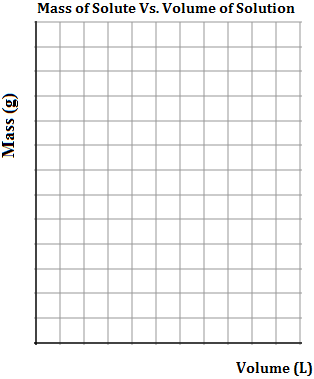 Mass of Solute Vs. Volume of Solution
Mass (g)
Volume (L)